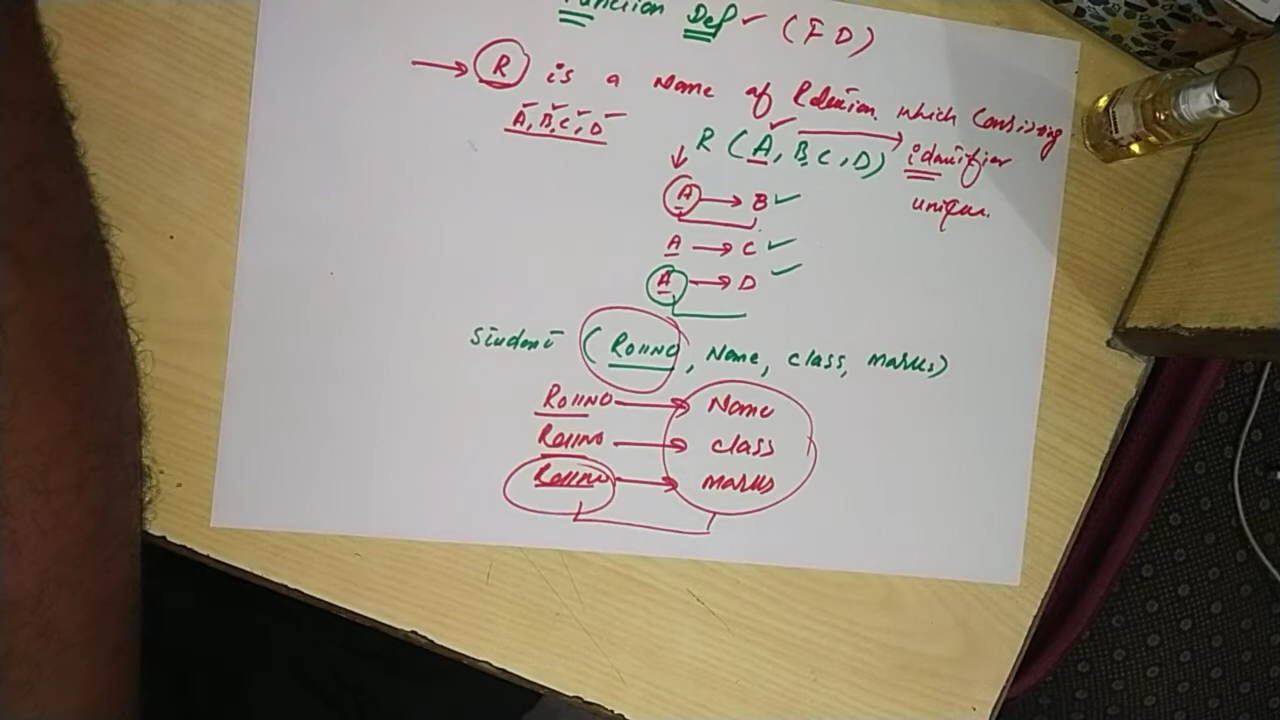 Function Def (FD)
R is a Name of Relation which Consisting
A, B, C, D
R (A, B C, D) identifier
unique.
A → B
A → C
A → D
Student (RollNO, Name, class, marks)
RollNO → Name
RollNO → class
RollNO → marks